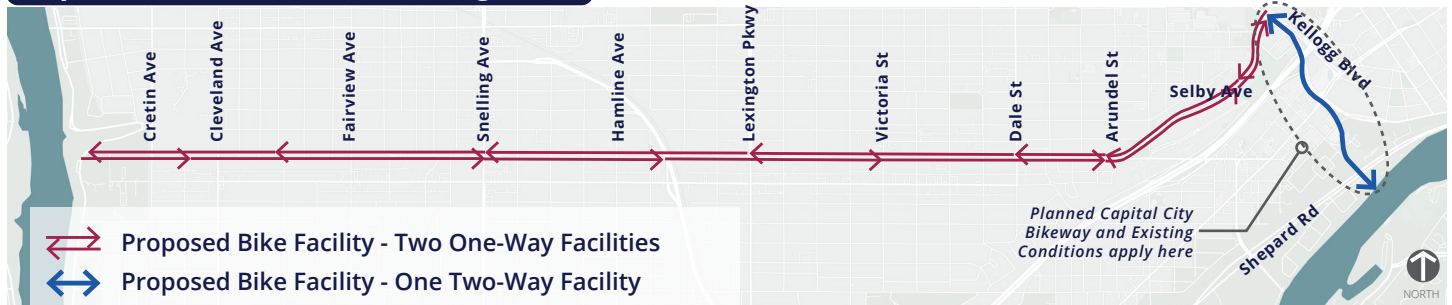 Cretin Ave
Cleveland Ave
Fairview Ave
Snelling Ave
Hamline Ave
Lexington Pkwy
Victoria St
Dale St
Arundel St
Selby Ave
Kellogg Blvd
Shepard Rd
Planned Capital City
Bikeway and Existing
Conditions apply here
Proposed Bike Facility - Two One-Way Facilities
Proposed Bike Facility - One Two-Way Facility
NORTH